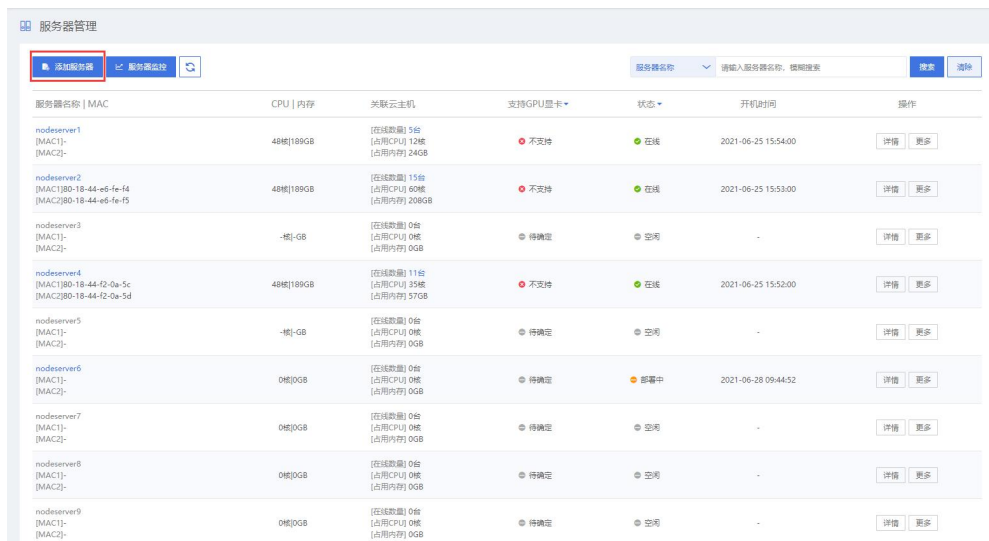 服务器管理
添加服务器 服务器监控 服务器名称 请输入服务器名称, 模糊搜索 搜索 清除
服务器名称 | MAC CPU | 内存 关联云主机 支持GPU显卡 状态 开机时间 操作
nodeserver1 [在线数量] 5台
[MAC1]- 48核|189GB [占用CPU] 12核 不支持 在线 2021-06-25 15:54:00 详情 更多
[MAC2]- [占用内存] 24GB
nodeserver2 [在线数量] 15台
[MAC1]80-18-44-e6-fe-f4 48核|189GB [占用CPU] 60核 不支持 在线 2021-06-25 15:53:00 详情 更多
[MAC2]80-18-44-e6-fe-f5 [占用内存] 208GB
nodeserver3 [在线数量] 0台
[MAC1]- -核|-GB [占用CPU] 0核 待确定 空闲 - 详情 更多
[MAC2]- [占用内存] 0GB
nodeserver4 [在线数量] 11台
[MAC1]80-18-44-f2-0a-5c 48核|189GB [占用CPU] 35核 不支持 在线 2021-06-25 15:52:00 详情 更多
[MAC2]80-18-44-f2-0a-5d [占用内存] 57GB
nodeserver5 [在线数量] 0台
[MAC1]- -核|-GB [占用CPU] 0核 待确定 空闲 - 详情 更多
[MAC2]- [占用内存] 0GB
nodeserver6 [在线数量] 0台
[MAC1]- 0核|0GB [占用CPU] 0核 待确定 部署中 2021-06-28 09:44:52 详情 更多
[MAC2]- [占用内存] 0GB
nodeserver7 [在线数量] 0台
[MAC1]- 0核|0GB [占用CPU] 0核 待确定 空闲 - 详情 更多
[MAC2]- [占用内存] 0GB
nodeserver8 [在线数量] 0台
[MAC1]- 0核|0GB [占用CPU] 0核 待确定 空闲 - 详情 更多
[MAC2]- [占用内存] 0GB
nodeserver9 [在线数量] 0台
[MAC1]- 0核|0GB [占用CPU] 0核 待确定 空闲 - 详情 更多
[MAC2]- [占用内存] 0GB